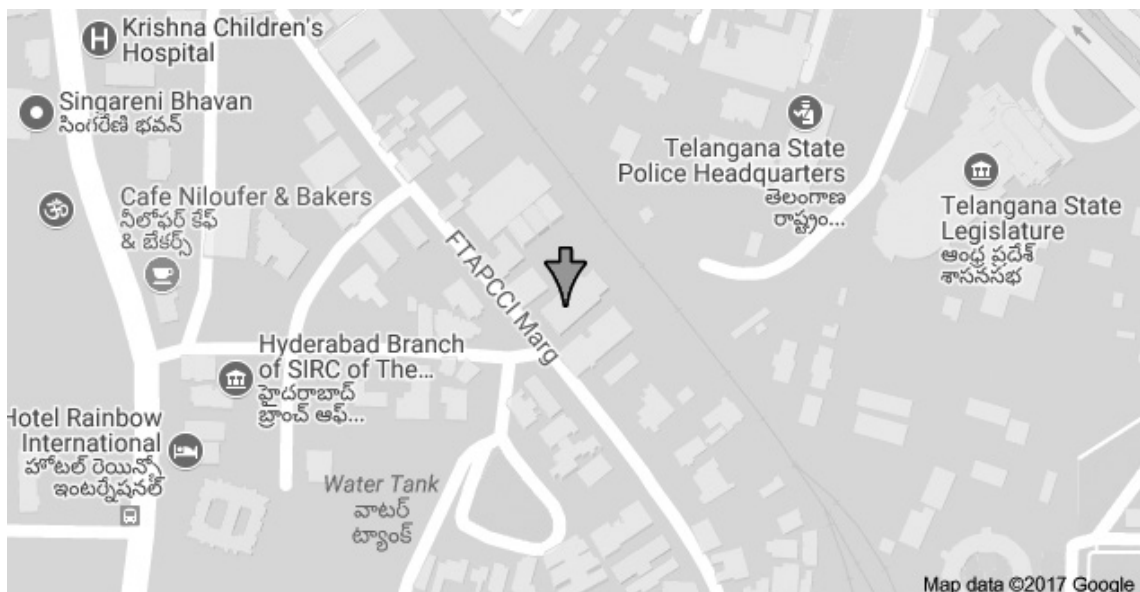 Krishna Children's
Hospital
Singareni Bhavan
సింగరేణి భవన్
Cafe Niloufer & Bakers
నీలోఫర్ కేఫ్
& బేకర్స్
FTAPCCI Marg
Telangana State
Police Headquarters
తెలంగాణ
రాష్ట్రం...
Telangana State
Legislature
ఆంధ్ర ప్రదేశ్
శాసనసభ
Hyderabad Branch
of SIRC of The...
హైదరాబాద్
బ్రాంచ్ ఆఫ్...
Hotel Rainbow
International
హోటల్ రెయిన్బో
ఇంటర్నేషనల్
Water Tank
వాటర్
ట్యాంక్
Map data ©2017 Google